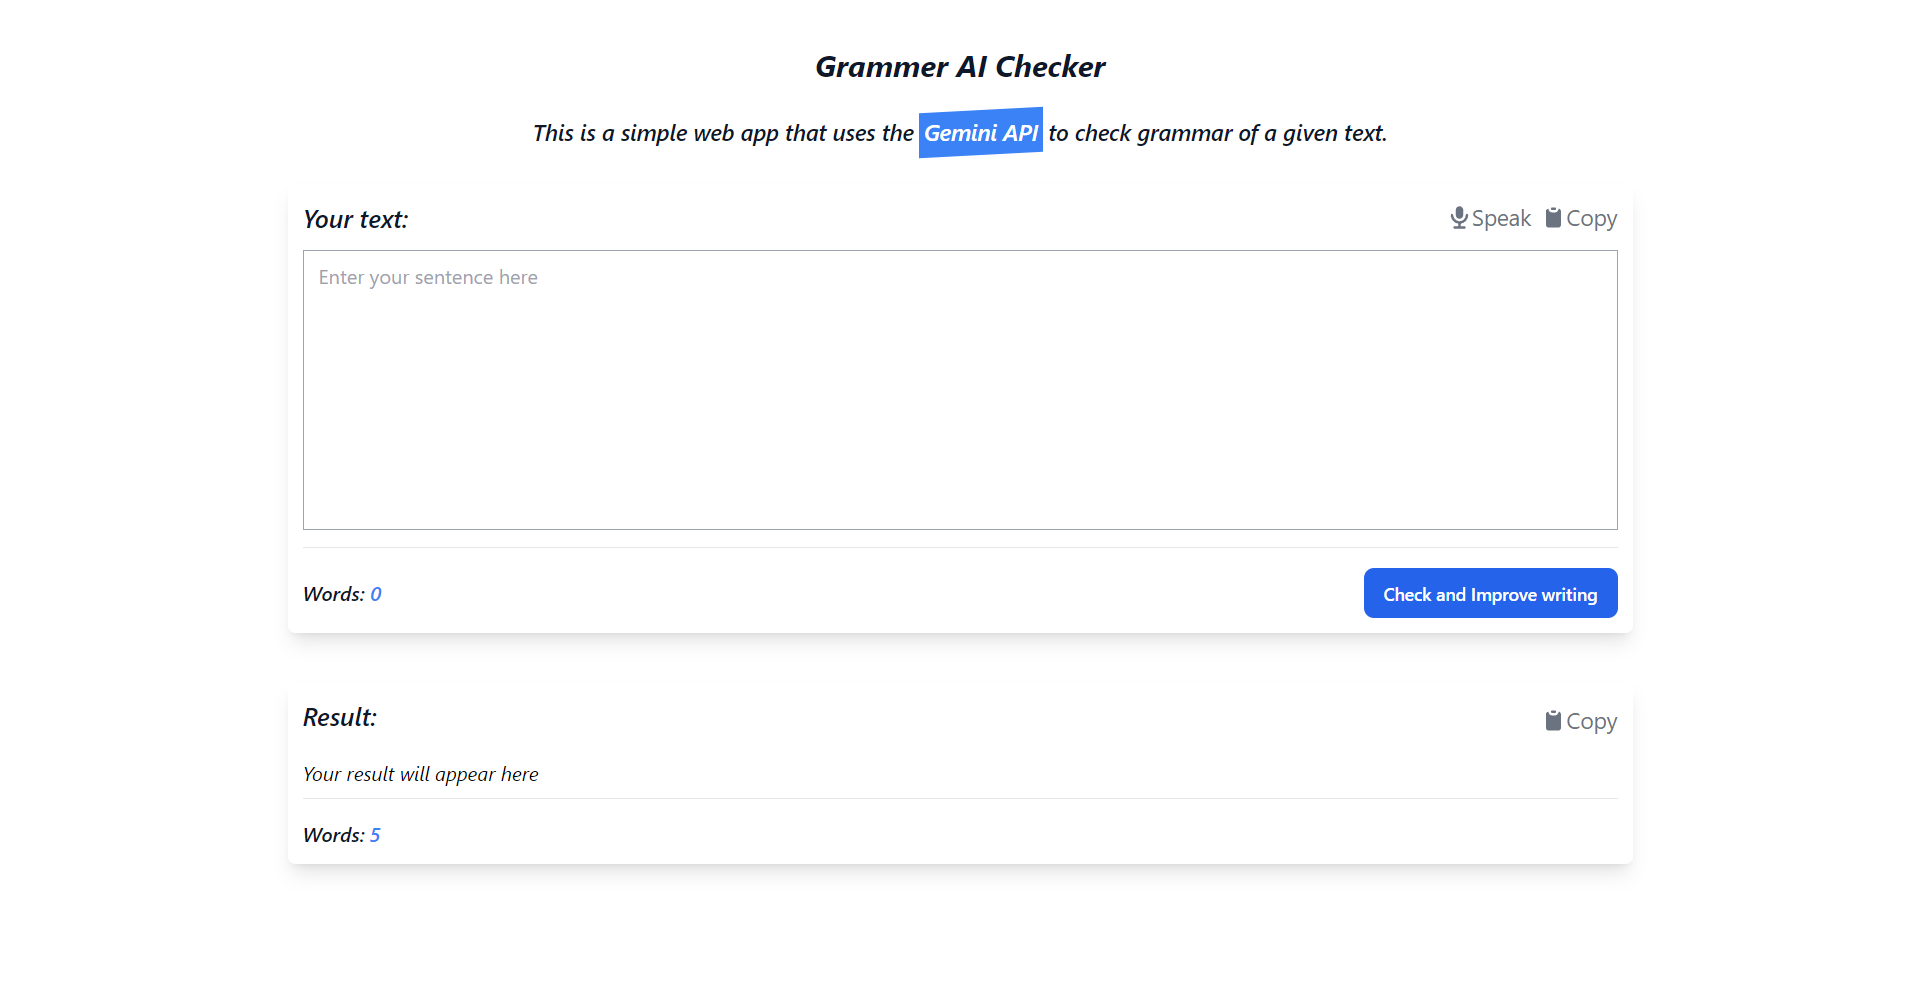 Grammer AI Checker
This is a simple web app that uses the Gemini API to check grammar of a given text.
Your text:
Speak Copy
Enter your sentence here
Words: 0
Check and Improve writing
Result:
Copy
Your result will appear here
Words: 5